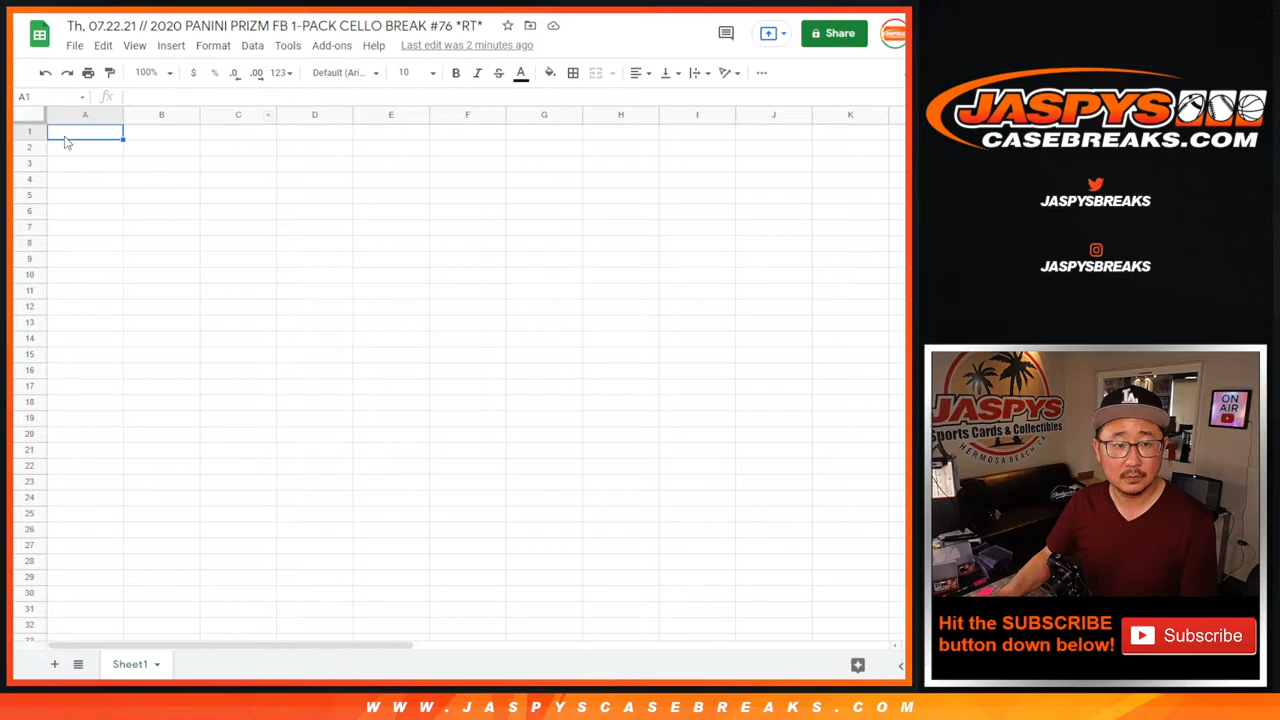 Th, 07.22.21 // 2020 PANINI PRIZM FB 1-PACK CELLO BREAK #76 *RT*
File Edit View Insert Format Data Tools Add-ons Help Last edit was 2 minutes ago
Share
100% $ % .0 .00 123 Default (Ari... 10 B I S A
A1 fx
A B C D E F G H I J K
1
2
3
4
5
6
7
8
9
10
11
12
13
14
15
16
17
18
19
20
21
22
23
24
25
26
27
28
29
30
31
32
33
Sheet1
JASPYS
CASEBREAKS.COM
JASPYSBREAKS
JASPYSBREAKS
JASPYS
Sports Cards & Collectibles
HERMOSA BEACH CA
ON AIR
LA
Hit the SUBSCRIBE
button down below!
Subscribe
WWW.JASPYSCASEBREAKS.COM